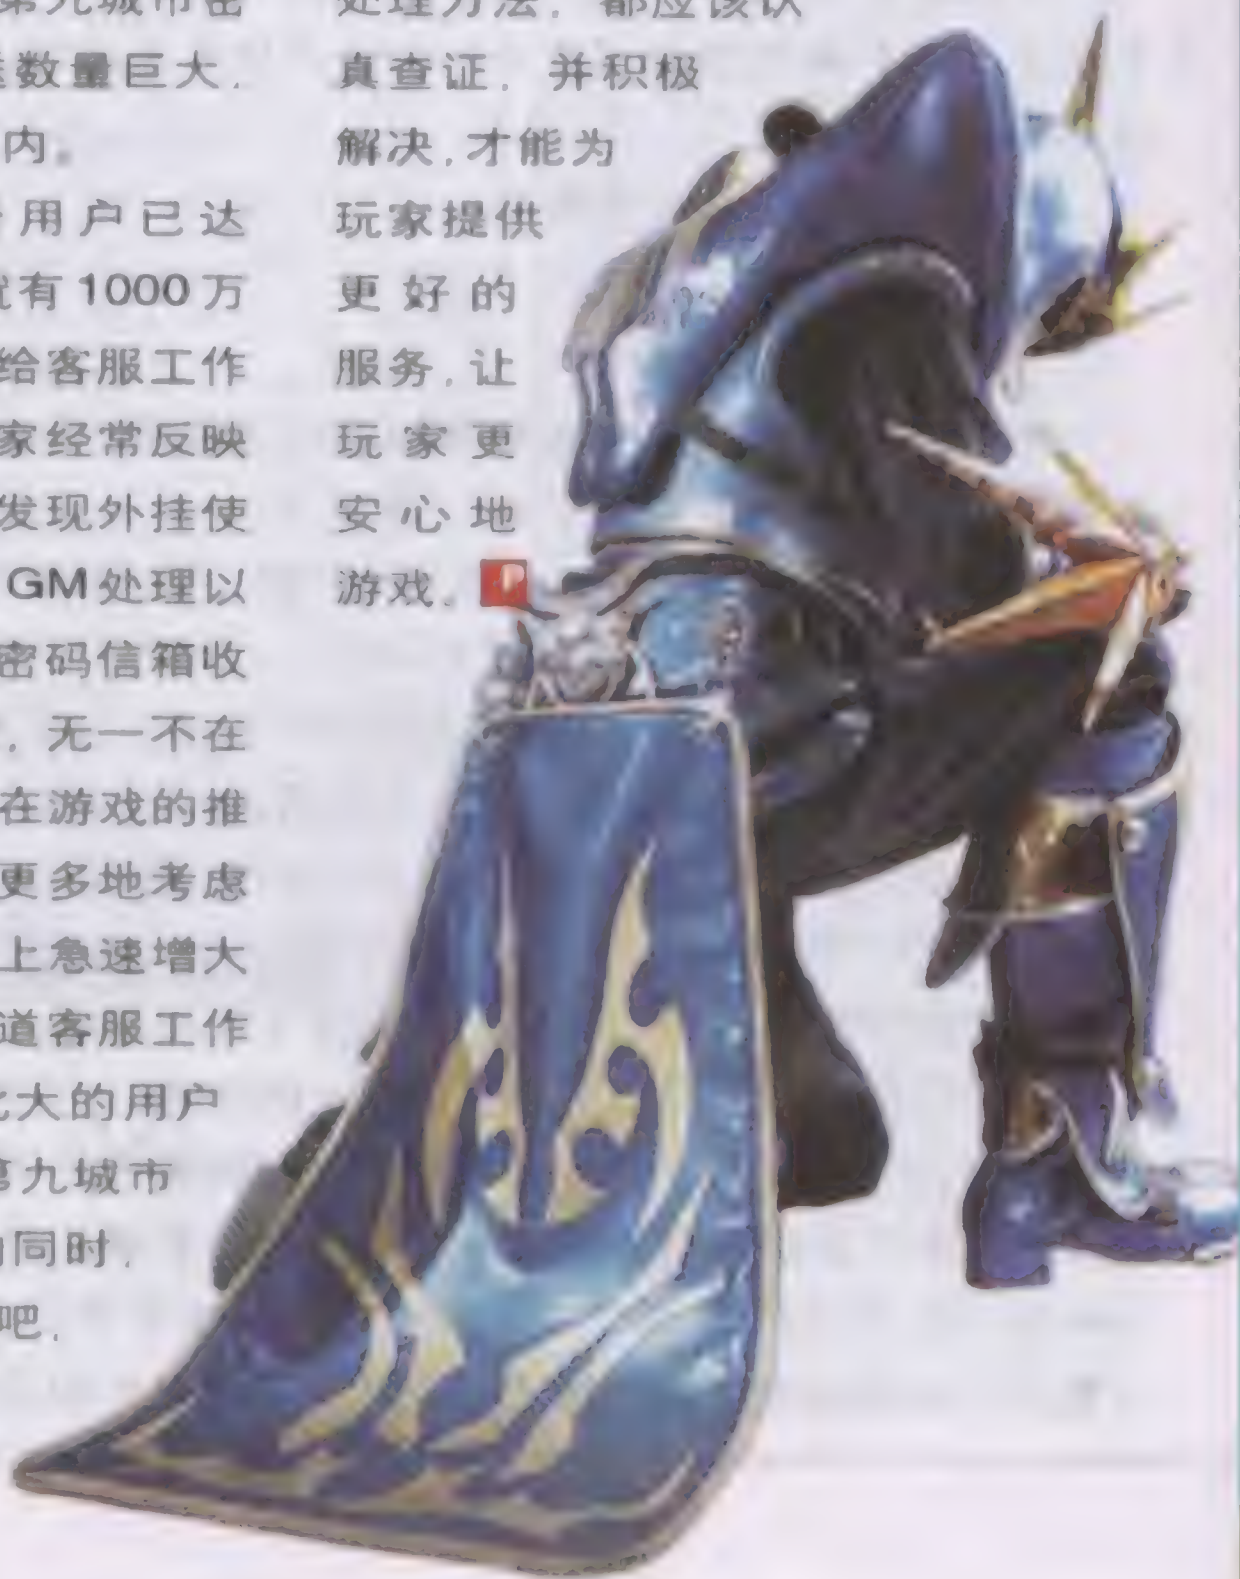 第九城市密
数量巨大，
内。
用户已达
就有1000万
给客服工作
家经常反映
发现外挂使
GM处理以
密码信箱收
，无一不在
在游戏的推
更多地考虑
上急速增大
道客服工作
大的用户
第九城市
同时，
吧，
处理方法，都应该认
真查证，并积极
解决，才能为
玩家提供
更好的
服务，让
玩家更
安心地
游戏。